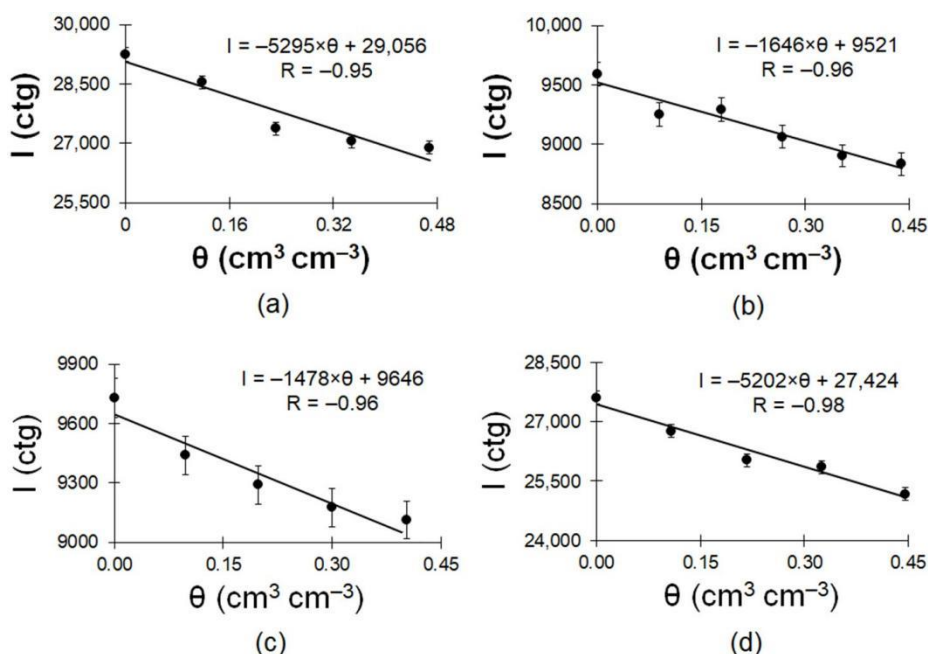 30,000
28,500
27,000
25,500
I (ctg)
I = –5295×θ + 29,056
R = –0.95
0 0.16 0.32 0.48
θ (cm³ cm⁻³)
(a)
10,000
9500
9000
8500
I (ctg)
I = –1646×θ + 9521
R = –0.96
0.00 0.15 0.30 0.45
θ (cm³ cm⁻³)
(b)
9900
9600
9300
9000
I (ctg)
I = –1478×θ + 9646
R = –0.96
0.00 0.15 0.30 0.45
θ (cm³ cm⁻³)
(c)
28,500
27,000
25,500
24,000
I (ctg)
I = –5202×θ + 27,424
R = –0.98
0.00 0.15 0.30 0.45
θ (cm³ cm⁻³)
(d)